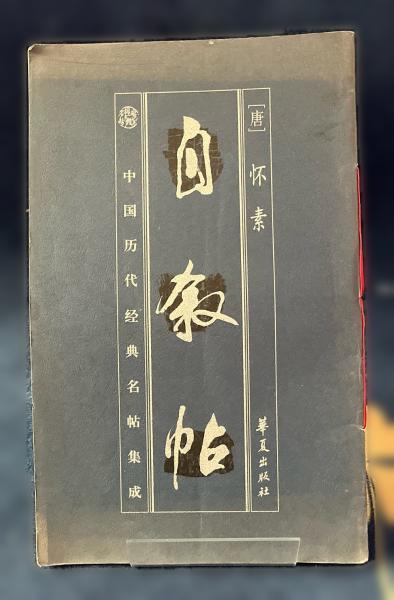 [唐] 怀素
华夏出版社
自叙帖
中国历代经典名帖集成